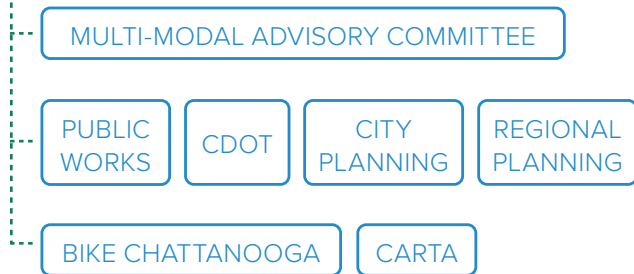 MULTI-MODAL ADVISORY COMMITTEE
PUBLIC
WORKS
CDOT
CITY
PLANNING
REGIONAL
PLANNING
BIKE CHATTANOOGA
CARTA